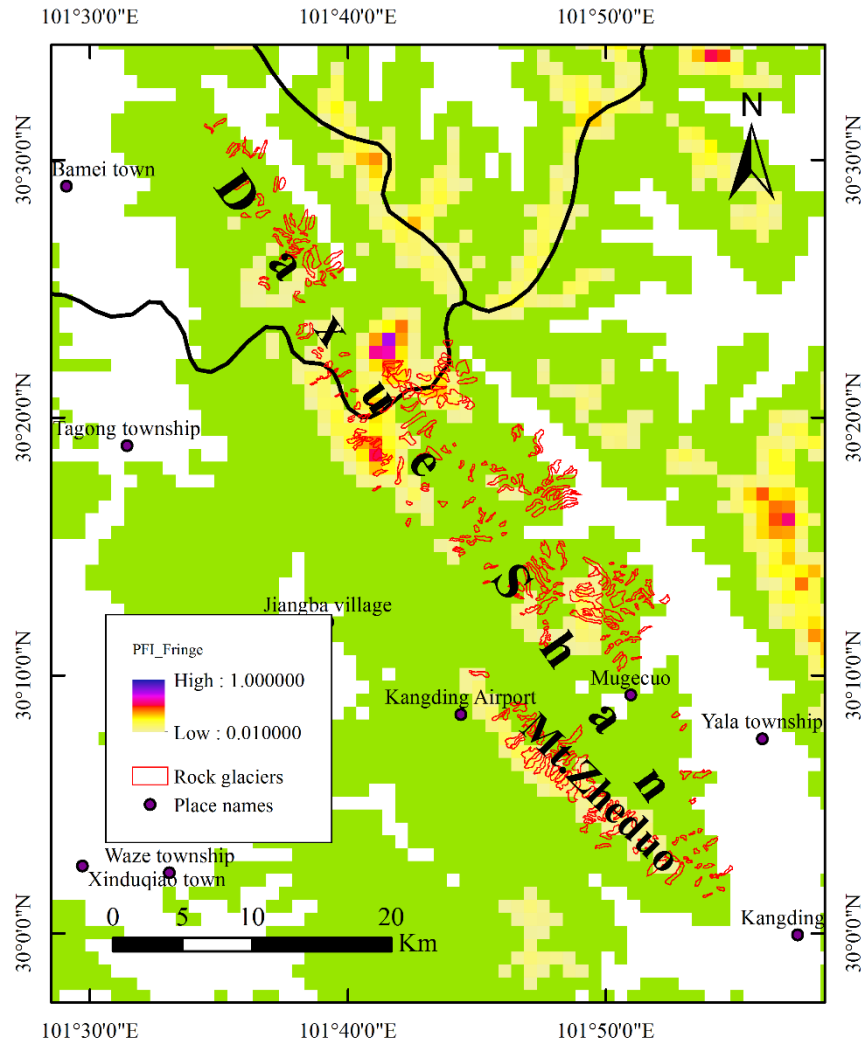 101°30'0"E 101°40'0"E 101°50'0"E
N
30°30'0"N 30°30'0"N
Bamei town
Daxue Shan
30°20'0"N 30°20'0"N
Tagong township
Jiangba village
30°10'0"N 30°10'0"N
Mugecuo
Kangding Airport
Yala township
Mt.Zheduo
PFI_Fringe
High : 1.000000
Low : 0.010000
Rock glaciers
Place names
Waze township
Xinduqiao town
Kangding
30°0'0"N 30°0'0"N
0 5 10 20
Km
101°30'0"E 101°40'0"E 101°50'0"E